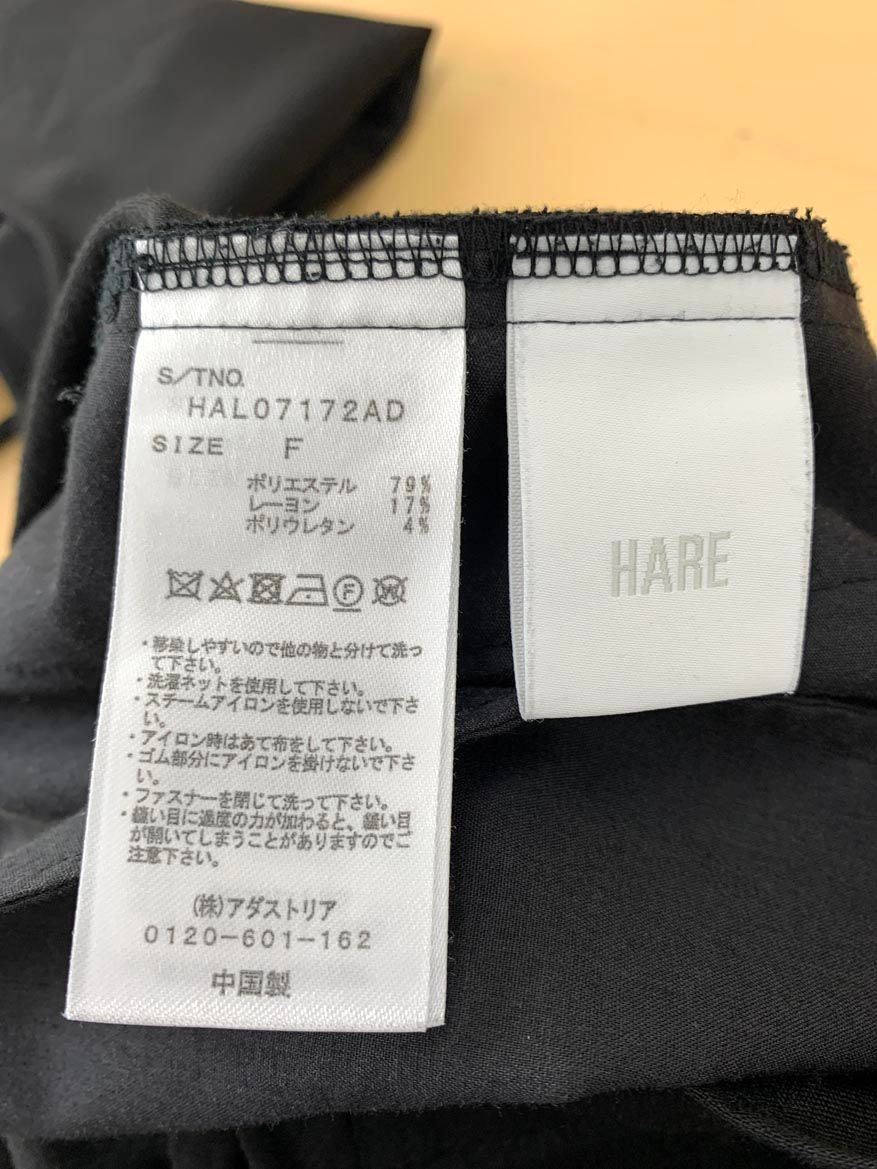 S/TNO.
HAL07172AD
SIZE F
ポリエステル 79%
レーヨン 17%
ポリウレタン 4%
F W
・移染しやすいので他の物と分けて洗っ
て下さい。
・洗濯ネットを使用して下さい。
・スチームアイロンを使用しないで下さ
い。
・アイロン時はあて布をして下さい。
・ゴム部分にアイロンを掛けないで下さ
い。
・ファスナーを閉じて洗って下さい。
・縫い目に過度の力が加わると、縫い目
が開いてしまうことがありますのでご
注意下さい。
(株)アダストリア
0120-601-162
中国製
HARE